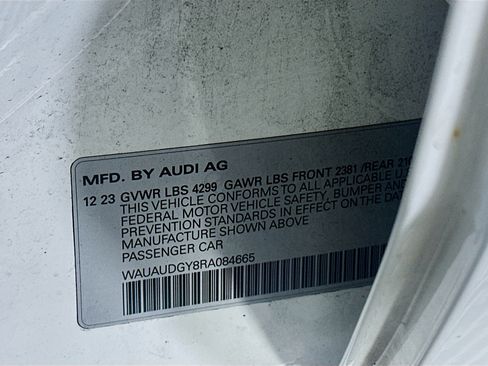 MFD. BY AUDI AG
12 23 GVWR LBS 4299 GAWR LBS FRONT 2381 /REAR
THIS VEHICLE CONFORMS TO ALL APPLICABLE
FEDERAL MOTOR VEHICLE SAFETY, BUMPER AND
PREVENTION STANDARDS IN EFFECT ON THE DATE
MANUFACTURE SHOWN ABOVE
PASSENGER CAR
WAUAUDGY8RA084665